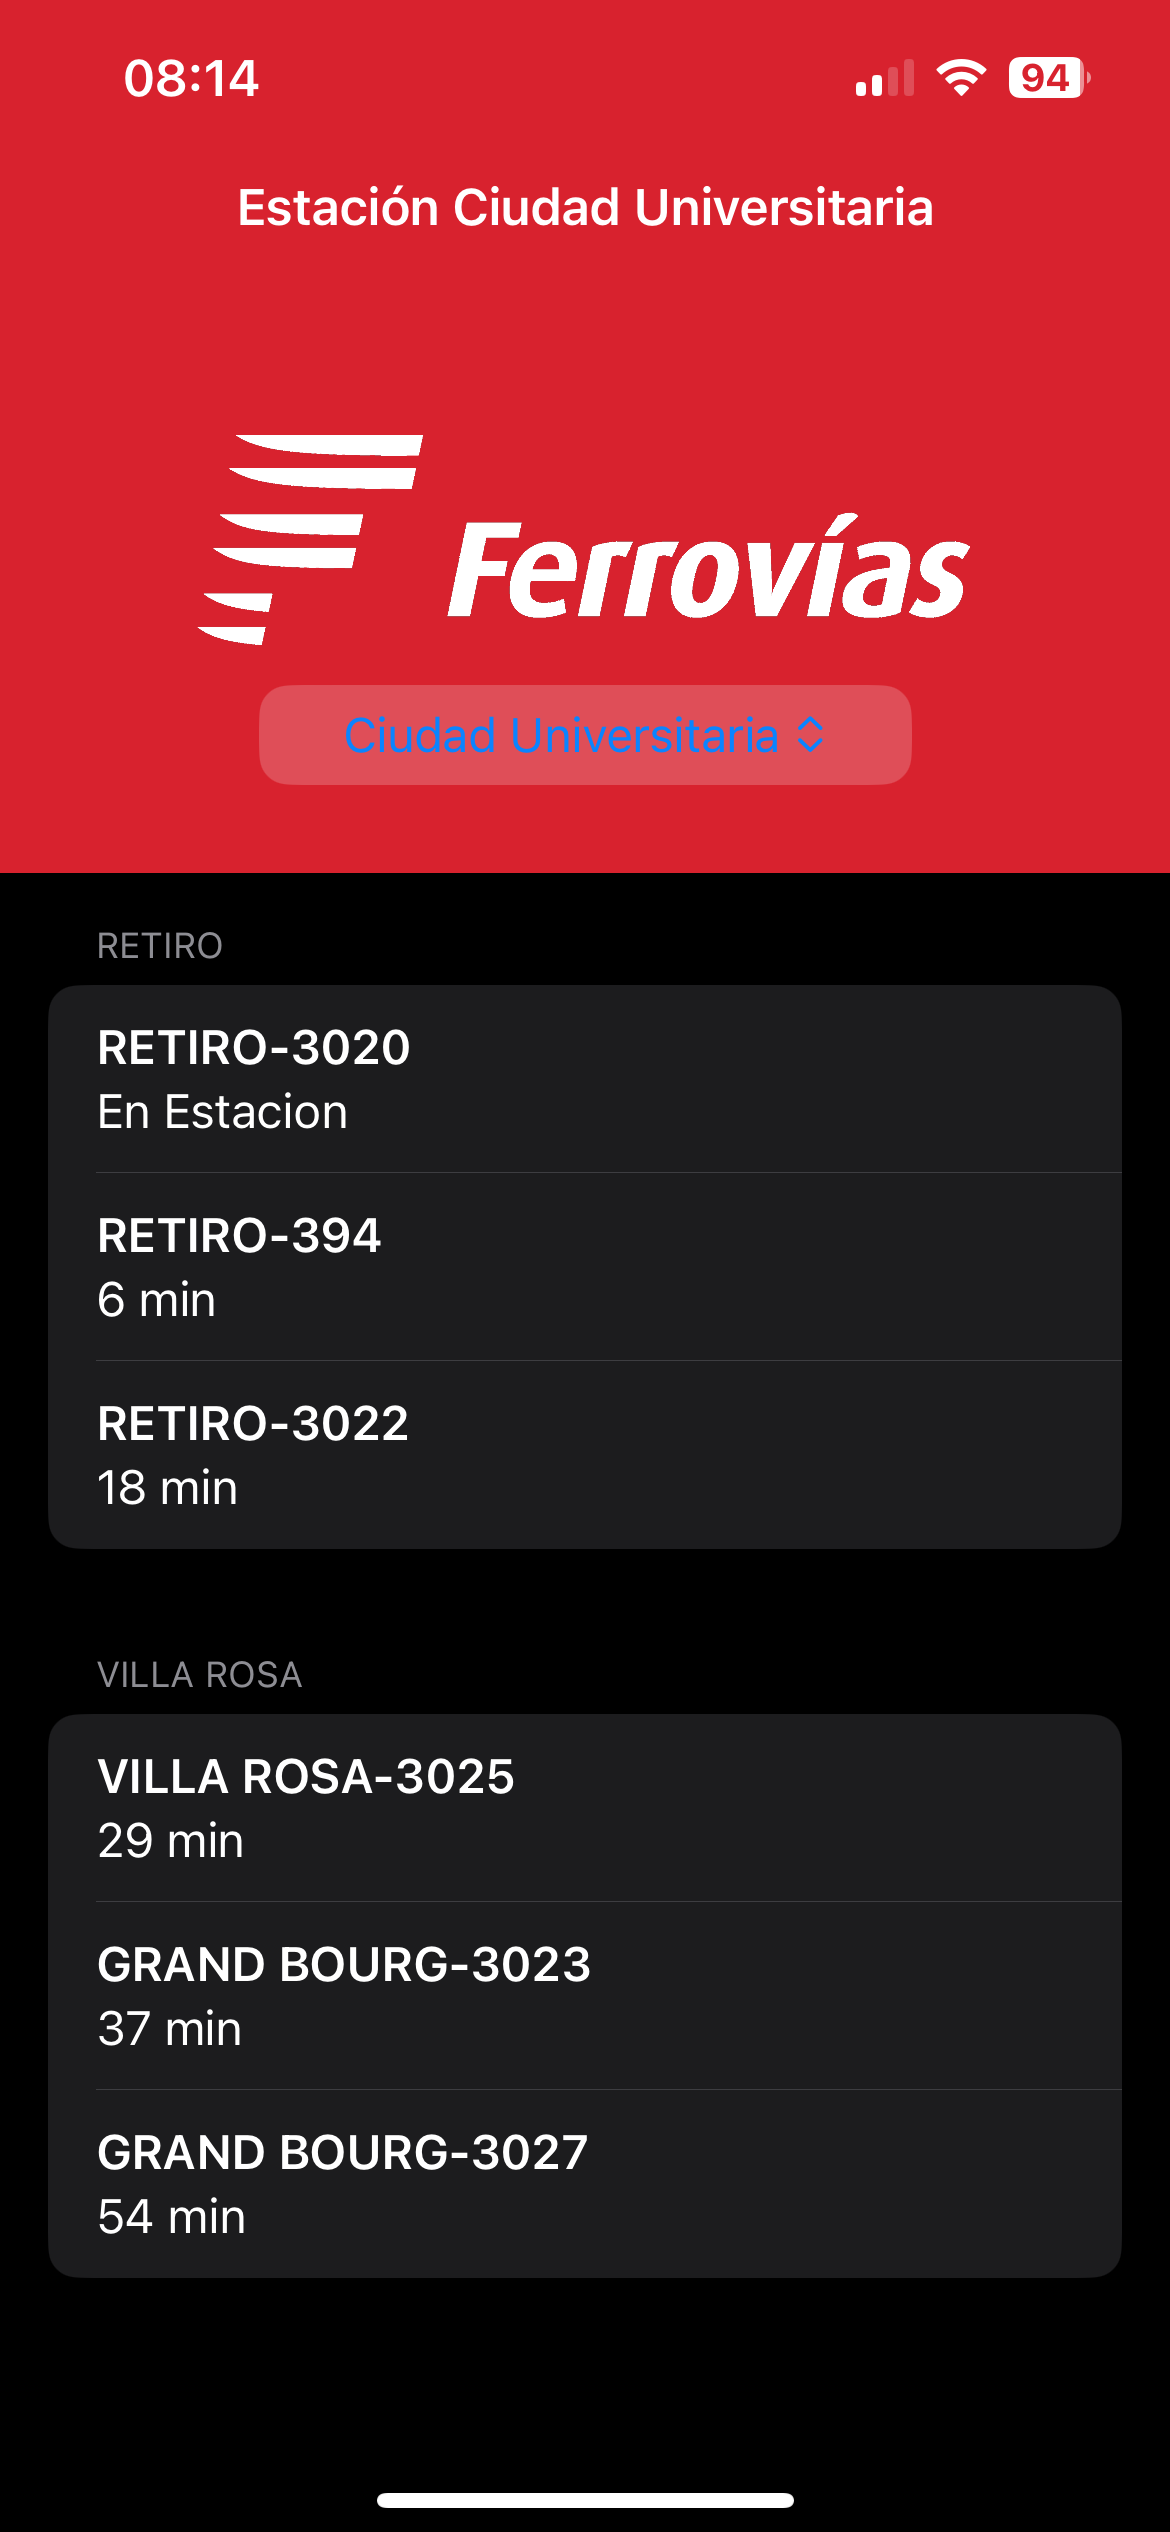 08:14
94
Estación Ciudad Universitaria
Ferrovías
Ciudad Universitaria
RETIRO
RETIRO-3020
En Estacion
RETIRO-394
6 min
RETIRO-3022
18 min
VILLA ROSA
VILLA ROSA-3025
29 min
GRAND BOURG-3023
37 min
GRAND BOURG-3027
54 min